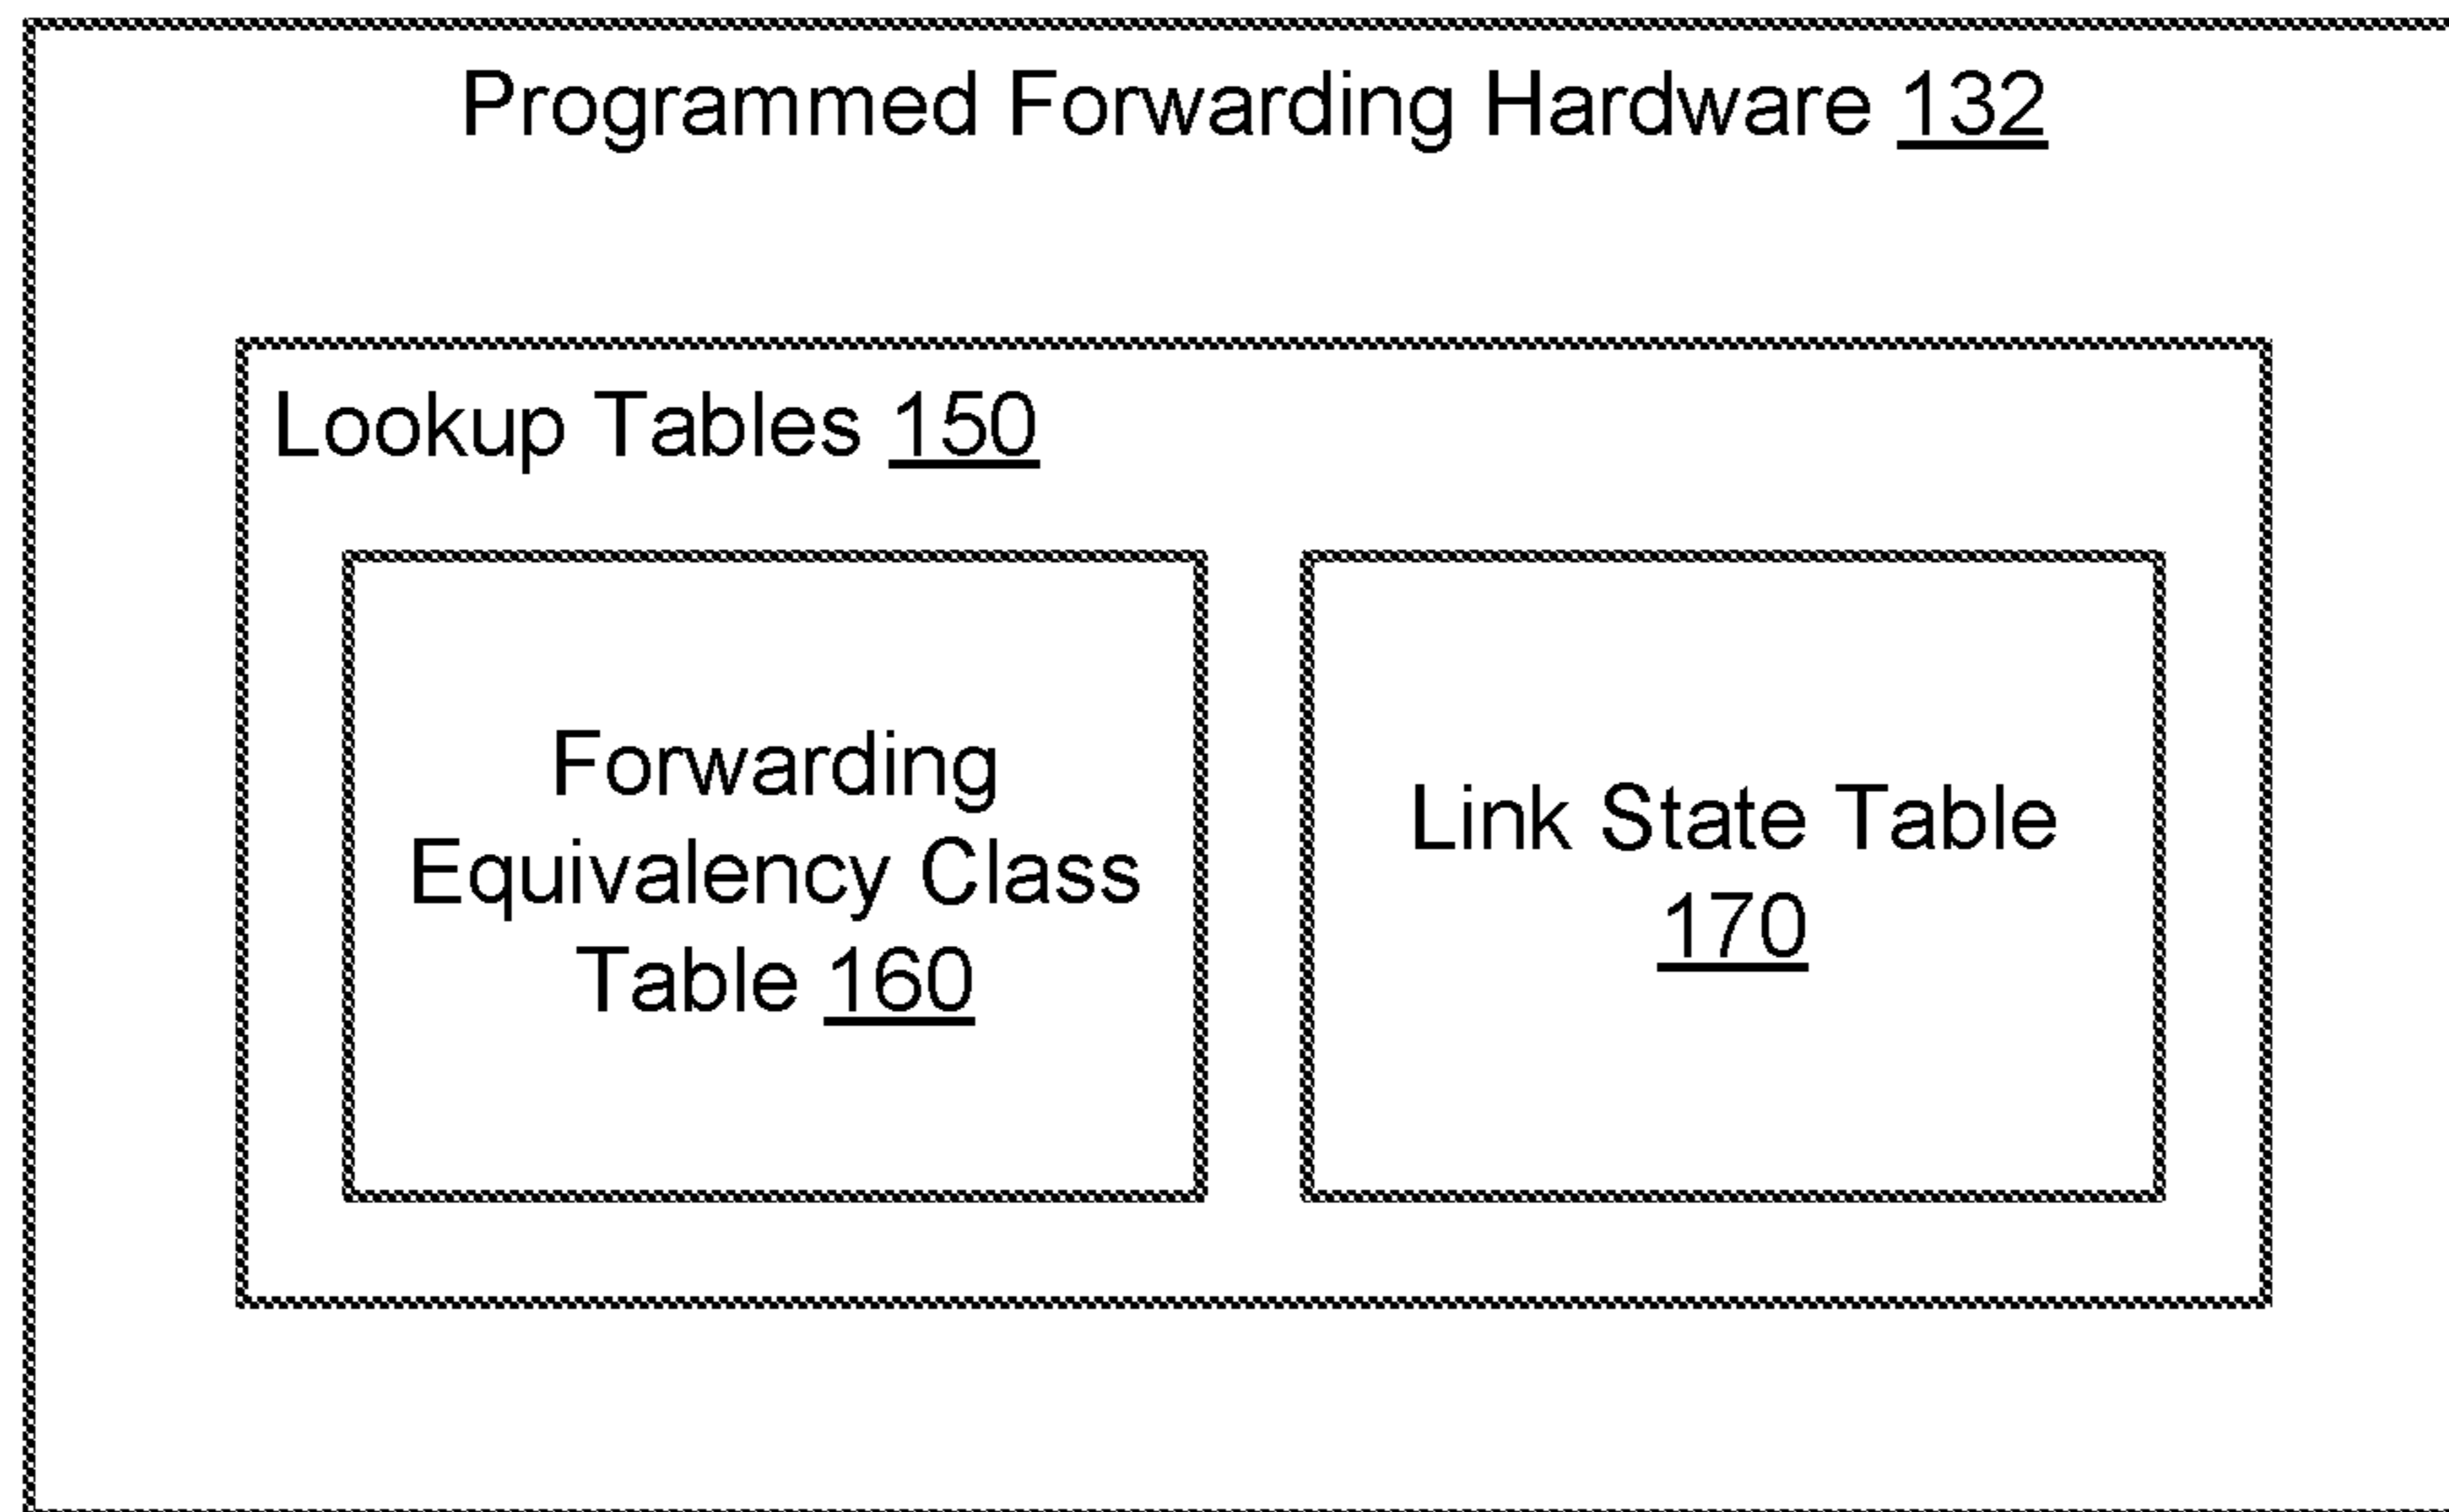 Programmed Forwarding Hardware 132
Lookup Tables 150
Forwarding
Equivalency Class
Table 160
Link State Table
170